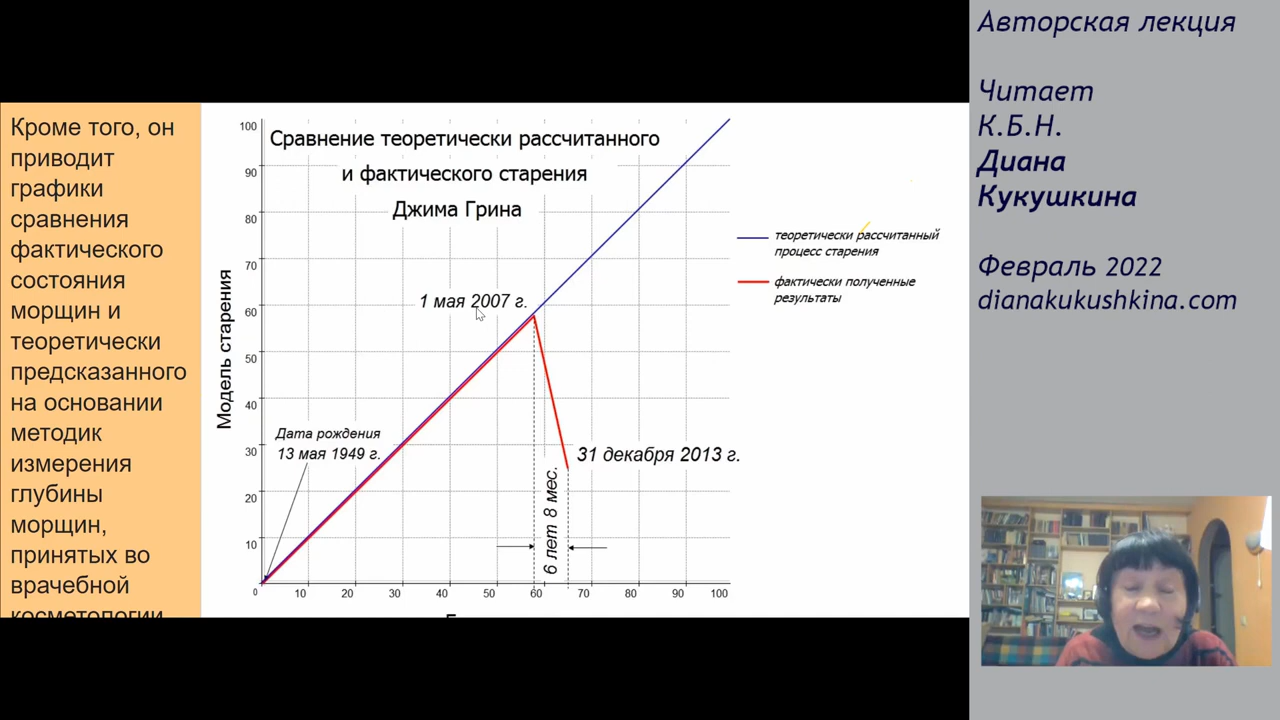 Кроме того, он
приводит
графики
сравнения
фактического
состояния
морщин и
теоретически
предсказанного
на основании
методик
измерения
глубины
морщин,
принятых во
врачебной
косметологии
Сравнение теоретически рассчитанного
и фактического старения
Джима Грина
теоретически рассчитанный
процесс старения
фактически полученные
результаты
Модель старения
100
90
80
70
60
50
40
30
20
10
0
10
20
30
40
50
60
70
80
90
100
1 мая 2007 г.
Дата рождения
13 мая 1949 г.
31 декабря 2013 г.
6 лет 8 мес.
Авторская лекция
Читает
К.Б.Н.
Диана
Кукушкина
Февраль 2022
dianakukushkina.com